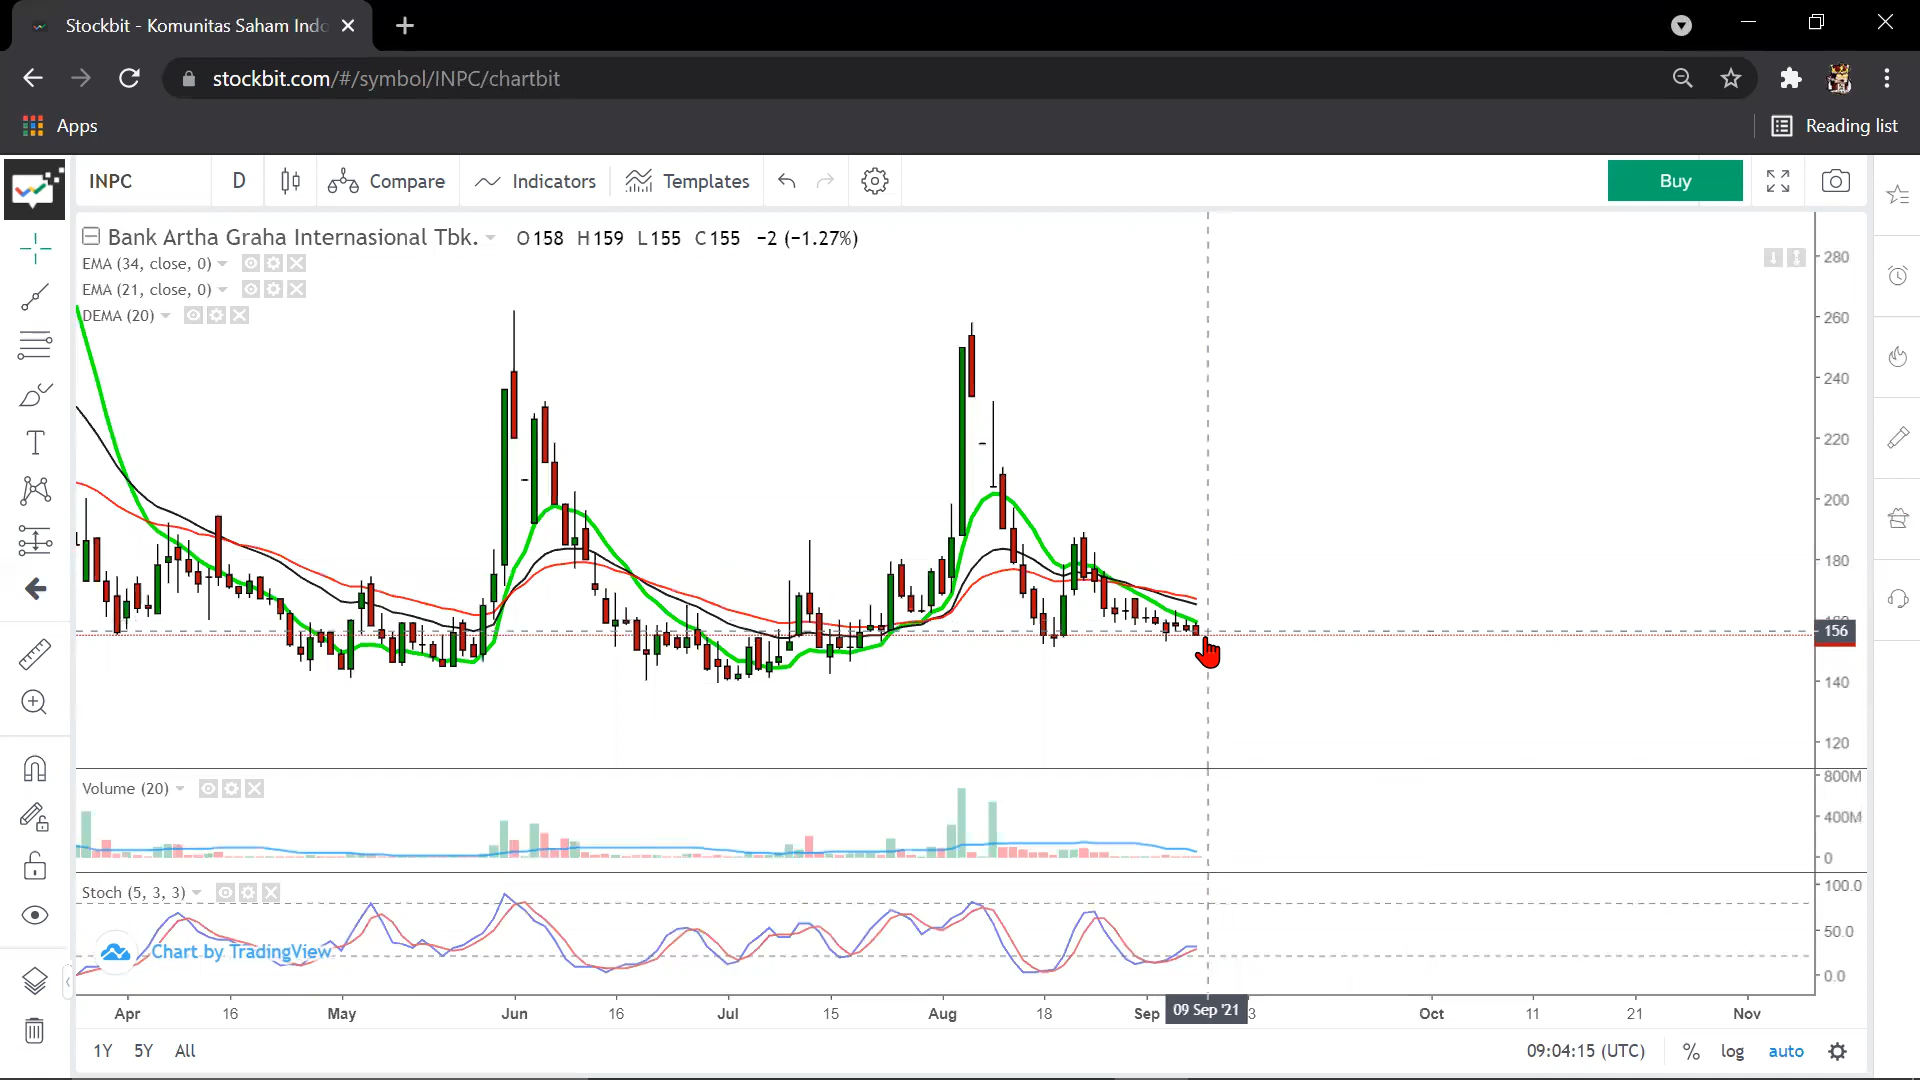 Stockbit - Komunitas Saham Indo
stockbit.com/#/symbol/INPC/chartbit
Apps
Reading list
INPC D Compare Indicators Templates Buy
Bank Artha Graha Internasional Tbk. O158 H159 L155 C155 −2 (−1.27%)
EMA (34, close, 0)
EMA (21, close, 0)
DEMA (20)
280
260
240
220
200
180
156
140
120
Volume (20)
800M
400M
0
Stoch (5, 3, 3)
100.0
50.0
0.0
Chart by TradingView
Apr 16 May Jun 16 Jul 15 Aug 18 Sep 09 Sep '21 3 Oct 11 21 Nov
1Y 5Y All 09:04:15 (UTC) % log auto